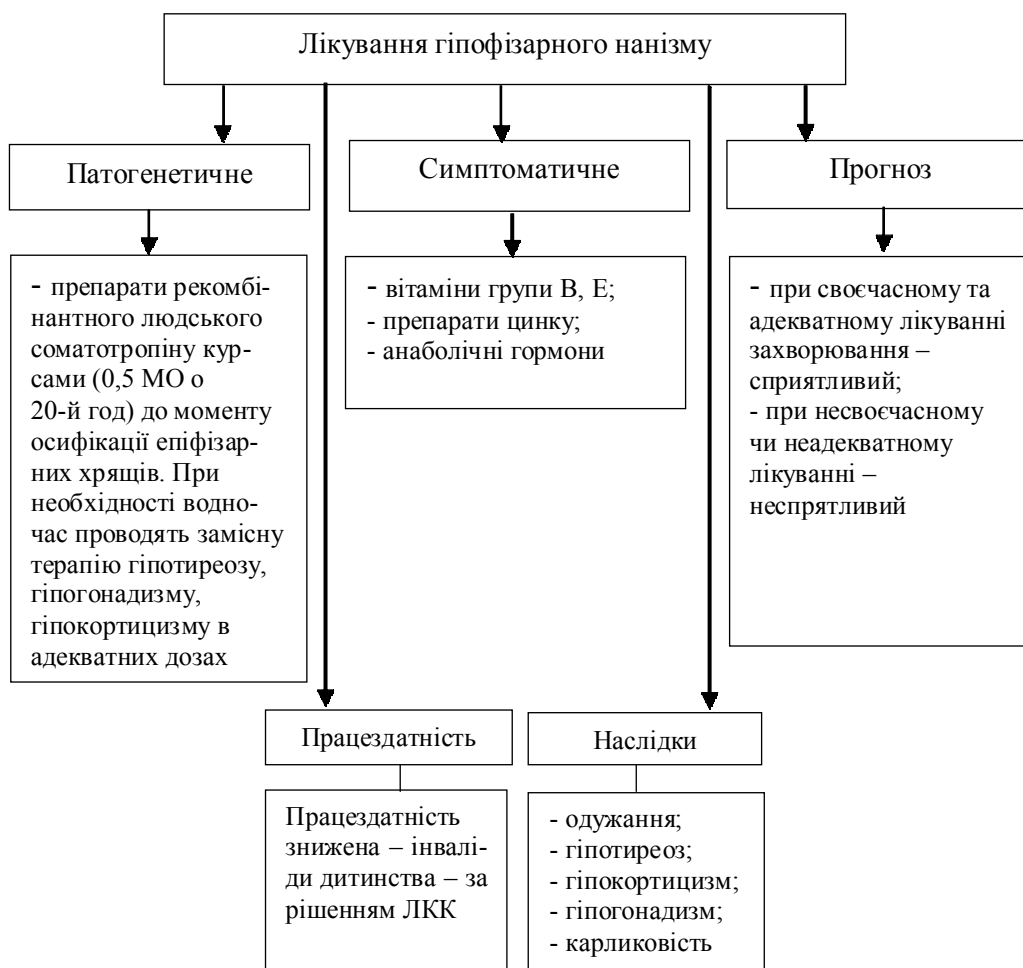 Лікування гіпофізарного нанізму
Патогенетичне
Симптоматичне
Прогноз
- препарати рекомбі-
нантного людського
соматотропіну кур-
сами (0,5 МО о
20-й год) до моменту
осифікації епіфізар-
них хрящів. При
необхідності водно-
час проводять замісну
терапію гіпотиреозу,
гіпогонадизму,
гіпокортицизму в
адекватних дозах
- вітаміни групи В, Е;
- препарати цинку;
- анаболічні гормони
- при своєчасному та
адекватному лікуванні
захворювання –
сприятливий;
- при несвоєчасному
чи неадекватному
лікуванні –
неспрятливий
Працездатність
Наслідки
Працездатність
знижена – інвалі-
ди дитинства – за
рішенням ЛКК
- одужання;
- гіпотиреоз;
- гіпокортицизм;
- гіпогонадизм;
- карликовість